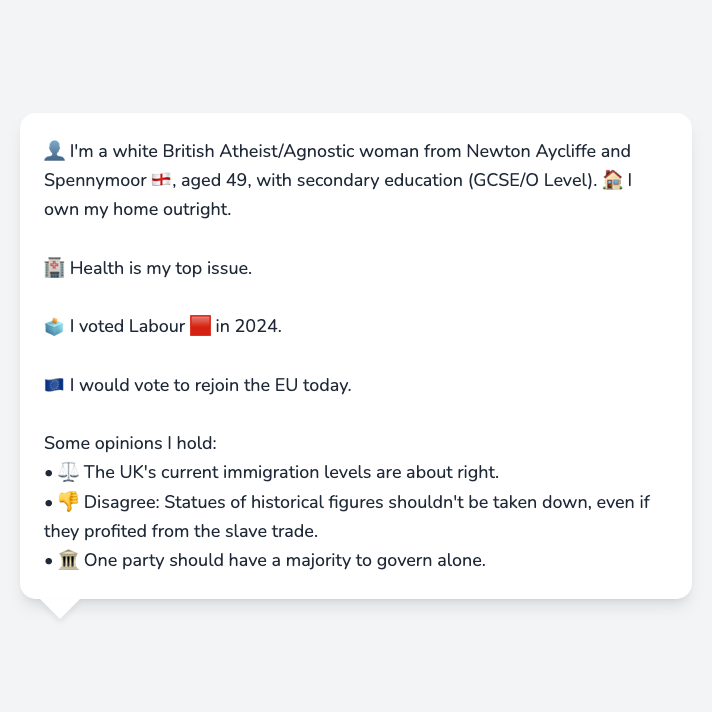 👤 I'm a white British Atheist/Agnostic woman from Newton Aycliffe and
Spennymoor 🏴󠁧󠁢󠁥󠁮󠁧󠁿, aged 49, with secondary education (GCSE/O Level). 🏠 I
own my home outright.
🏥 Health is my top issue.
🗳️ I voted Labour 🟥 in 2024.
🇪🇺 I would vote to rejoin the EU today.
Some opinions I hold:
• ⚖️ The UK's current immigration levels are about right.
• 👎 Disagree: Statues of historical figures shouldn't be taken down, even if
they profited from the slave trade.
• 🏛️ One party should have a majority to govern alone.